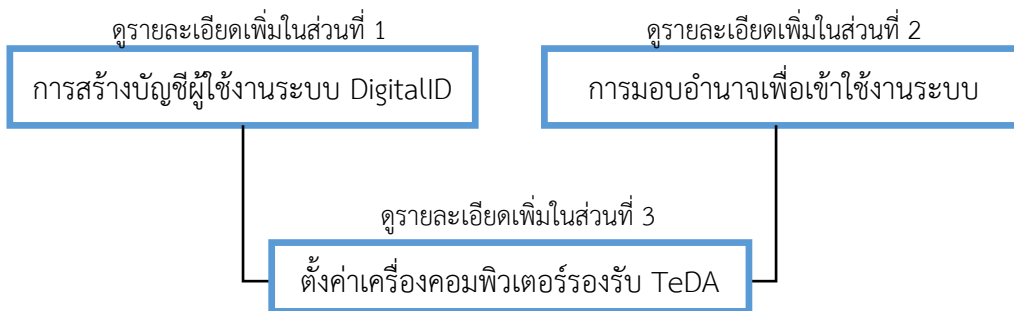 ดูรายละเอียดเพิ่มในส่วนที่ 1
การสร้างบัญชีผู้ใช้งานระบบ DigitalID
ดูรายละเอียดเพิ่มในส่วนที่ 2
การมอบอำนาจเพื่อเข้าใช้งานระบบ
ดูรายละเอียดเพิ่มในส่วนที่ 3
ตั้งค่าเครื่องคอมพิวเตอร์รองรับ TeDA